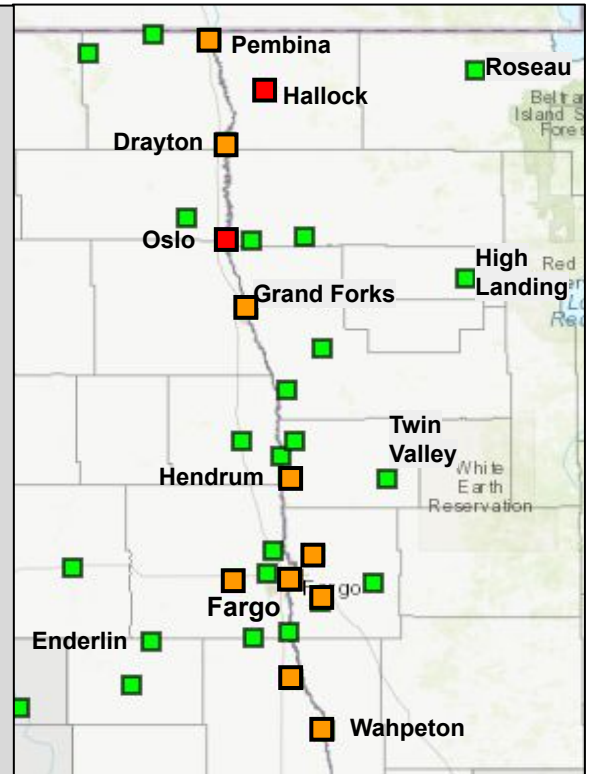 Pembina
Roseau
Hallock
Beltra
Island S
Fores
Drayton
Oslo
High
Landing
Red
Grand Forks
Twin
Valley
White
Earth
Reservation
Hendrum
Fargo
Fargo
Enderlin
Wahpeton